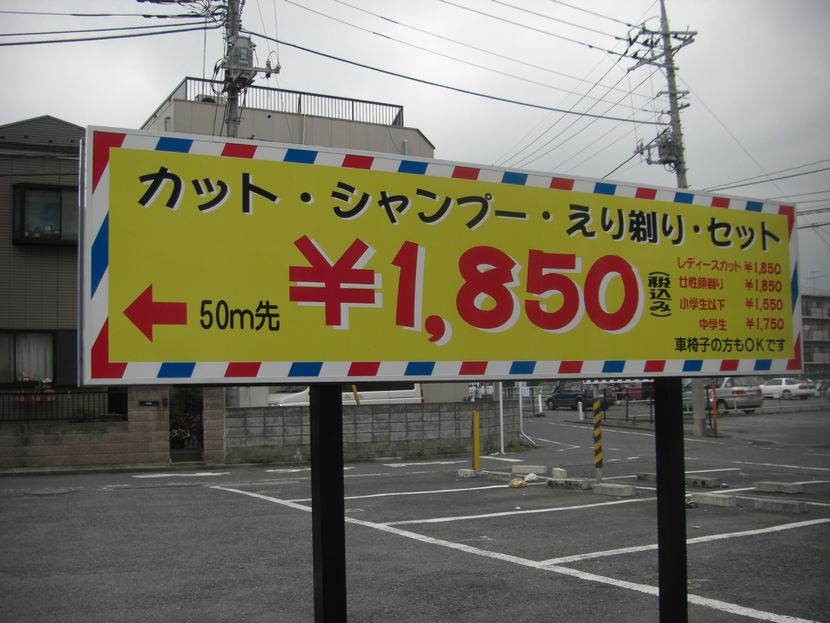 カット・シャンプー・えり剃り・セット
← 50m先
¥1,850(税込み)
レディースカット ¥1,850
女性顔剃り ¥1,850
小学生以下 ¥1,550
中学生 ¥1,750
車椅子の方もOKです